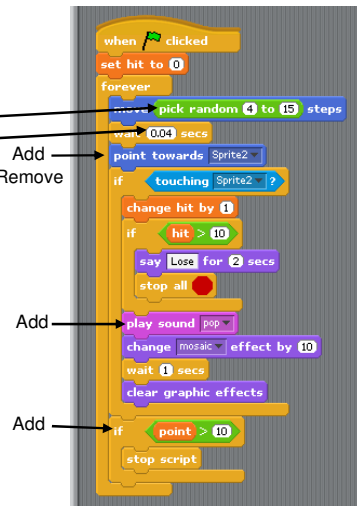 when clicked
set hit to 0
forever
move pick random 4 to 15 steps
wait 0.04 secs
Add
point towards Sprite2
Remove
if touching Sprite2 ?
change hit by 1
if hit > 10
say Lose for 2 secs
stop all
Add
play sound pop
change mosaic effect by 10
wait 1 secs
clear graphic effects
Add
if point > 10
stop script